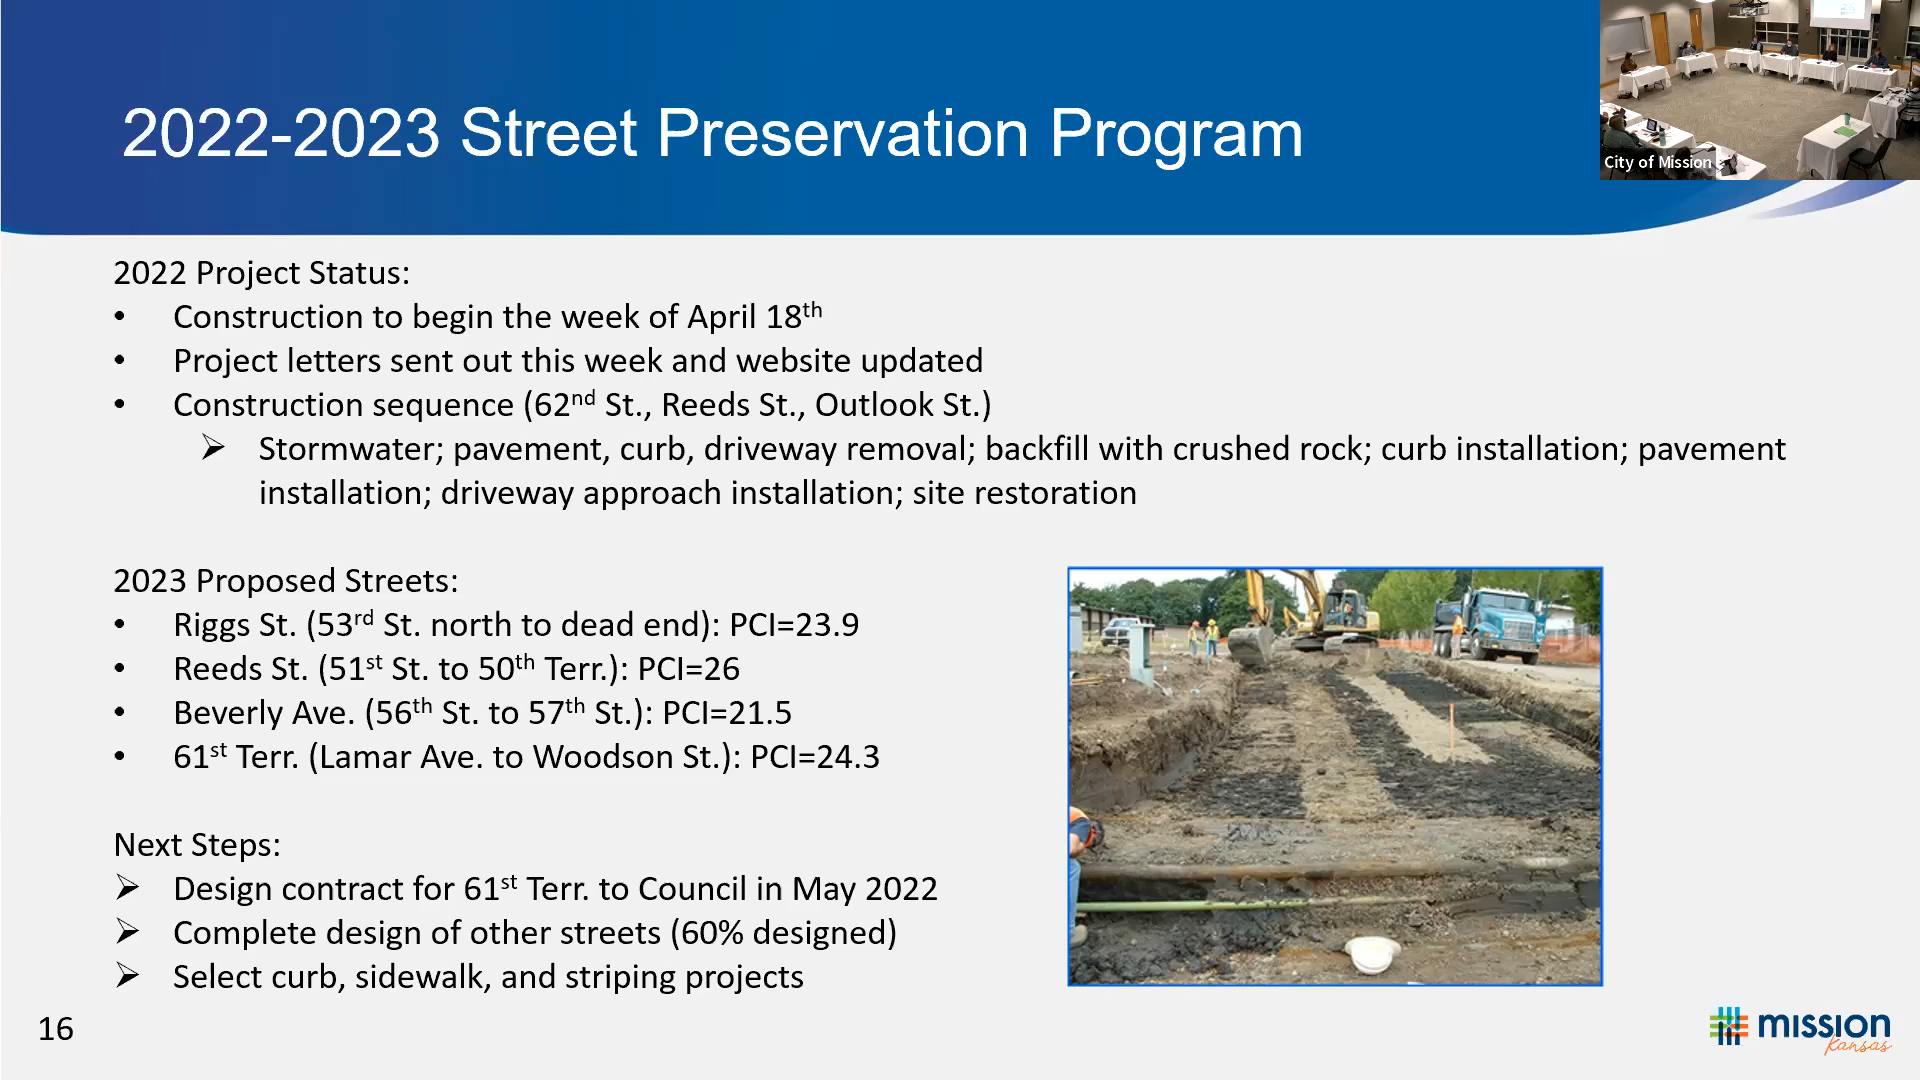 2022-2023 Street Preservation Program
City of Mission
2022 Project Status:
• Construction to begin the week of April 18th
• Project letters sent out this week and website updated
• Construction sequence (62nd St., Reeds St., Outlook St.)
➢ Stormwater; pavement, curb, driveway removal; backfill with crushed rock; curb installation; pavement
installation; driveway approach installation; site restoration
2023 Proposed Streets:
• Riggs St. (53rd St. north to dead end): PCI=23.9
• Reeds St. (51st St. to 50th Terr.): PCI=26
• Beverly Ave. (56th St. to 57th St.): PCI=21.5
• 61st Terr. (Lamar Ave. to Woodson St.): PCI=24.3
Next Steps:
➢ Design contract for 61st Terr. to Council in May 2022
➢ Complete design of other streets (60% designed)
➢ Select curb, sidewalk, and striping projects
16
mission
kansas